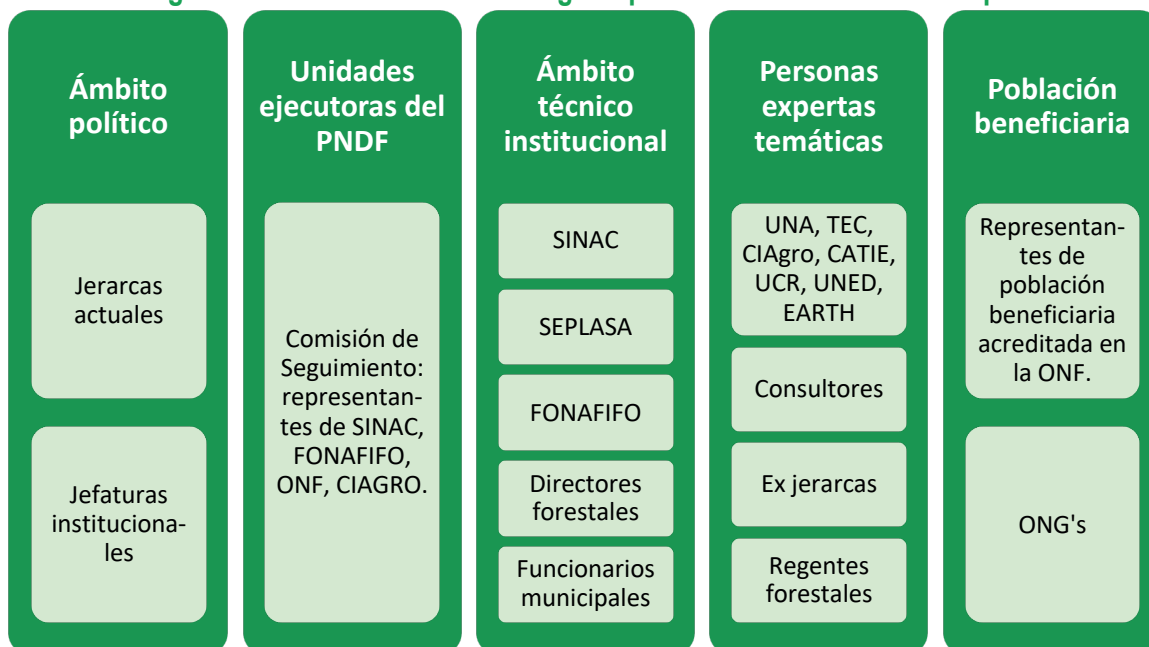 Ámbito
político
Jerarcas
actuales
Jefaturas
instituciona-
les
Unidades
ejecutoras del
PNDF
Comisión de
Seguimiento:
representan-
tes de SINAC,
FONAFIFO,
ONF, CIAGRO.
Ámbito
técnico
institucional
SINAC
SEPLASA
FONAFIFO
Directores
forestales
Funcionarios
municipales
Personas
expertas
temáticas
UNA, TEC,
CIAgro, CATIE,
UCR, UNED,
EARTH
Consultores
Ex jerarcas
Regentes
forestales
Población
beneficiaria
Representan-
tes de
población
beneficiaria
acreditada en
la ONF.
ONG's